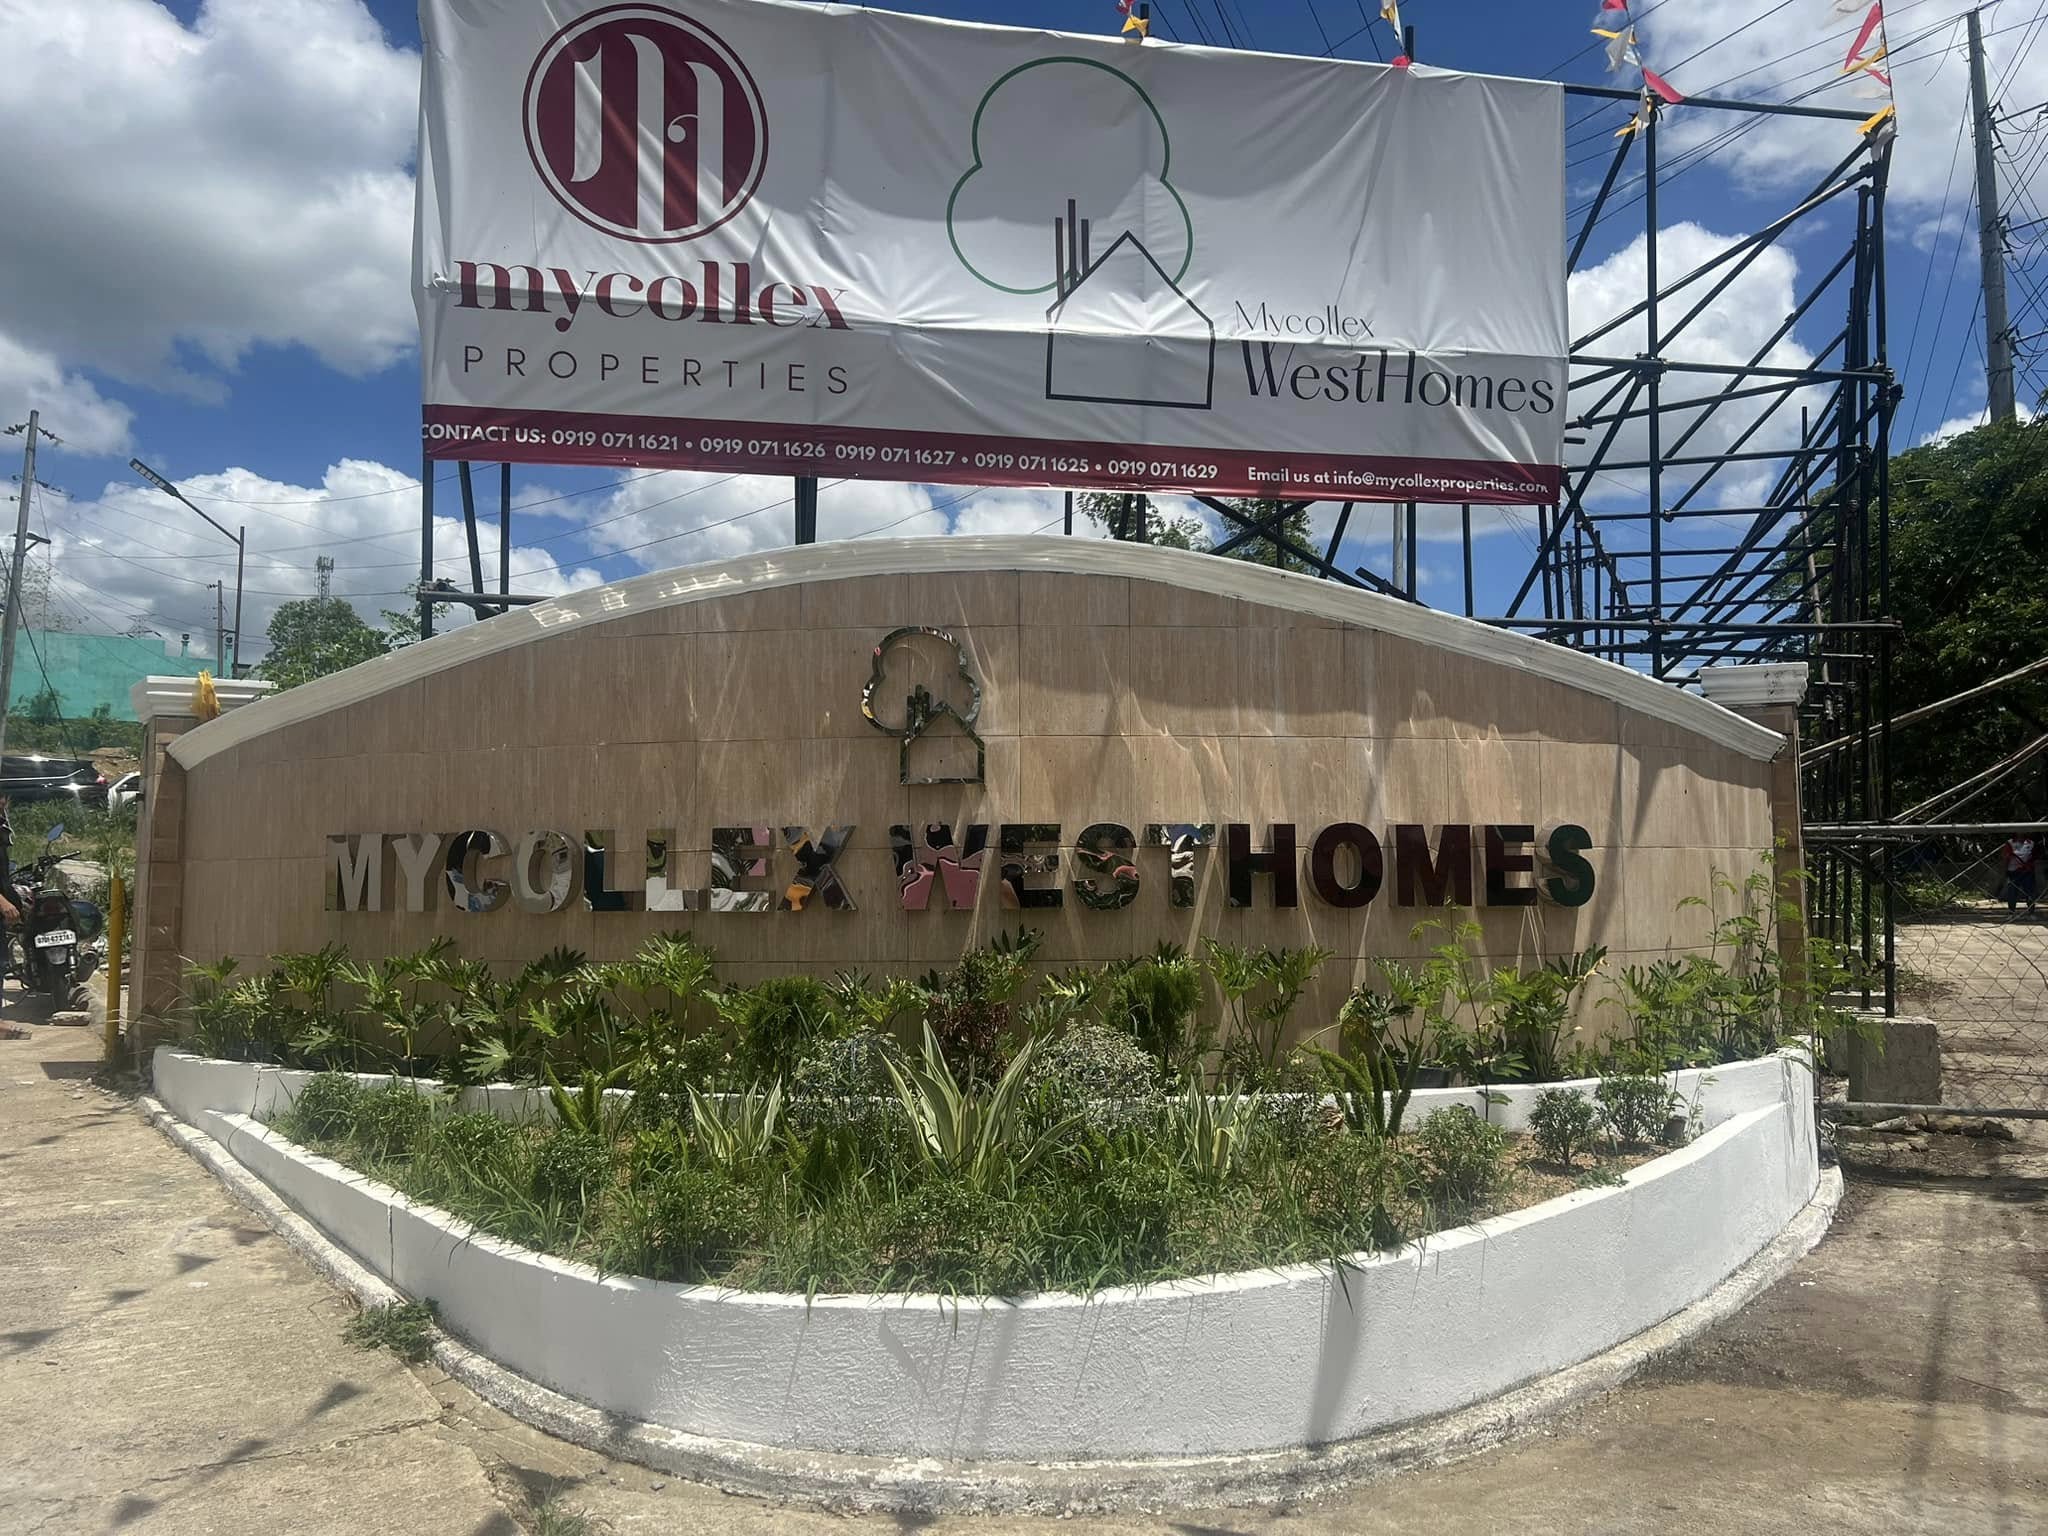 mycollex
PROPERTIES
Mycollex
WestHomes
CONTACT US: 0919 071 1621 • 0919 071 1626 0919 071 1627 • 0919 071 1625 • 0919 071 1629 Email us at info@mycollexproperties.com
MYCOLLEX WESTHOMES